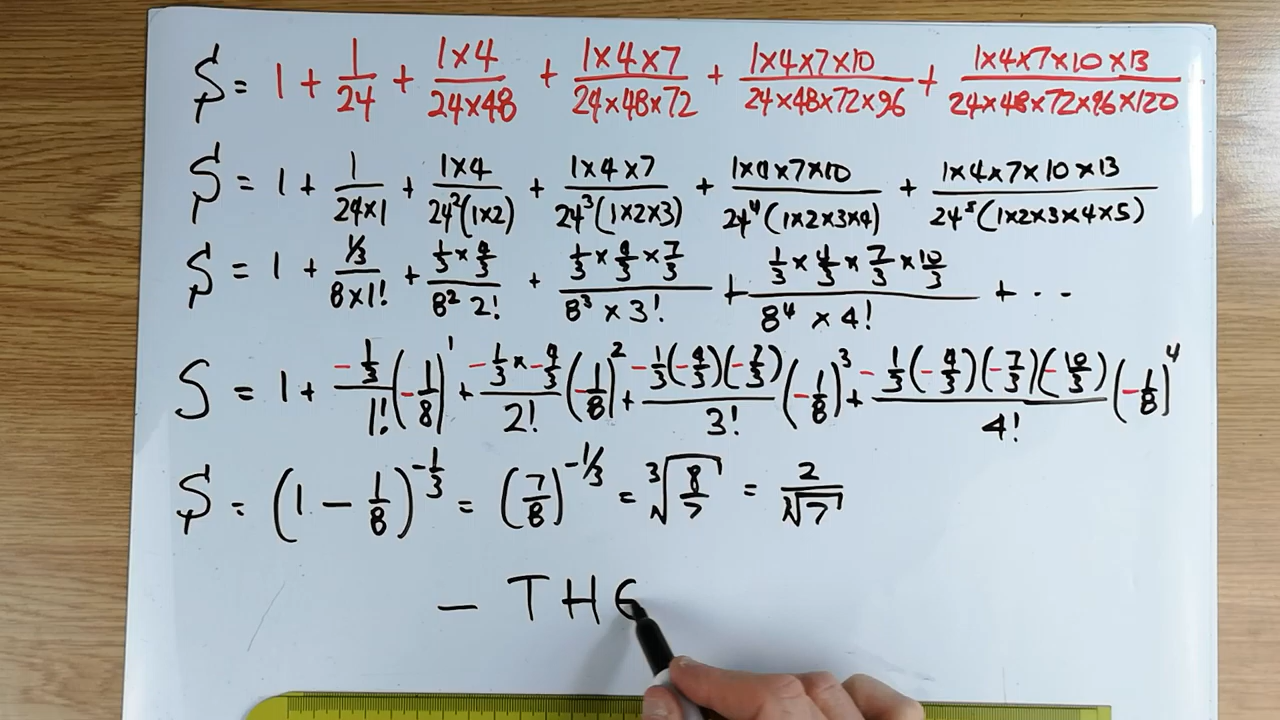 S = 1 + 1/24 + (1×4)/(24×48) + (1×4×7)/(24×48×72) + (1×4×7×10)/(24×48×72×96) + (1×4×7×10×13)/(24×48×72×96×120)
S = 1 + 1/(24×1) + (1×4)/(24²(1×2)) + (1×4×7)/(24³(1×2×3)) + (1×4×7×10)/(24⁴(1×2×3×4)) + (1×4×7×10×13)/(24⁵(1×2×3×4×5))
S = 1 + (1/3)/(8×1!) + (1/3×4/3)/(8² 2!) + (1/3×4/3×7/3)/(8³×3!) + (1/3×4/3×7/3×10/3)/(8⁴×4!) + ··
S = 1 + (-1/3)/1! (-1/8)¹ + (-1/3×-4/3)/2! (-1/8)² + (-1/3(-4/3)(-7/3))/3! (-1/8)³ + (-1/3(-4/3)(-7/3)(-10/3))/4! (-1/8)⁴
S = (1 - 1/8)^(-1/3) = (7/8)^(-1/3) = ∛(8/7) = 2/∛7
- THE